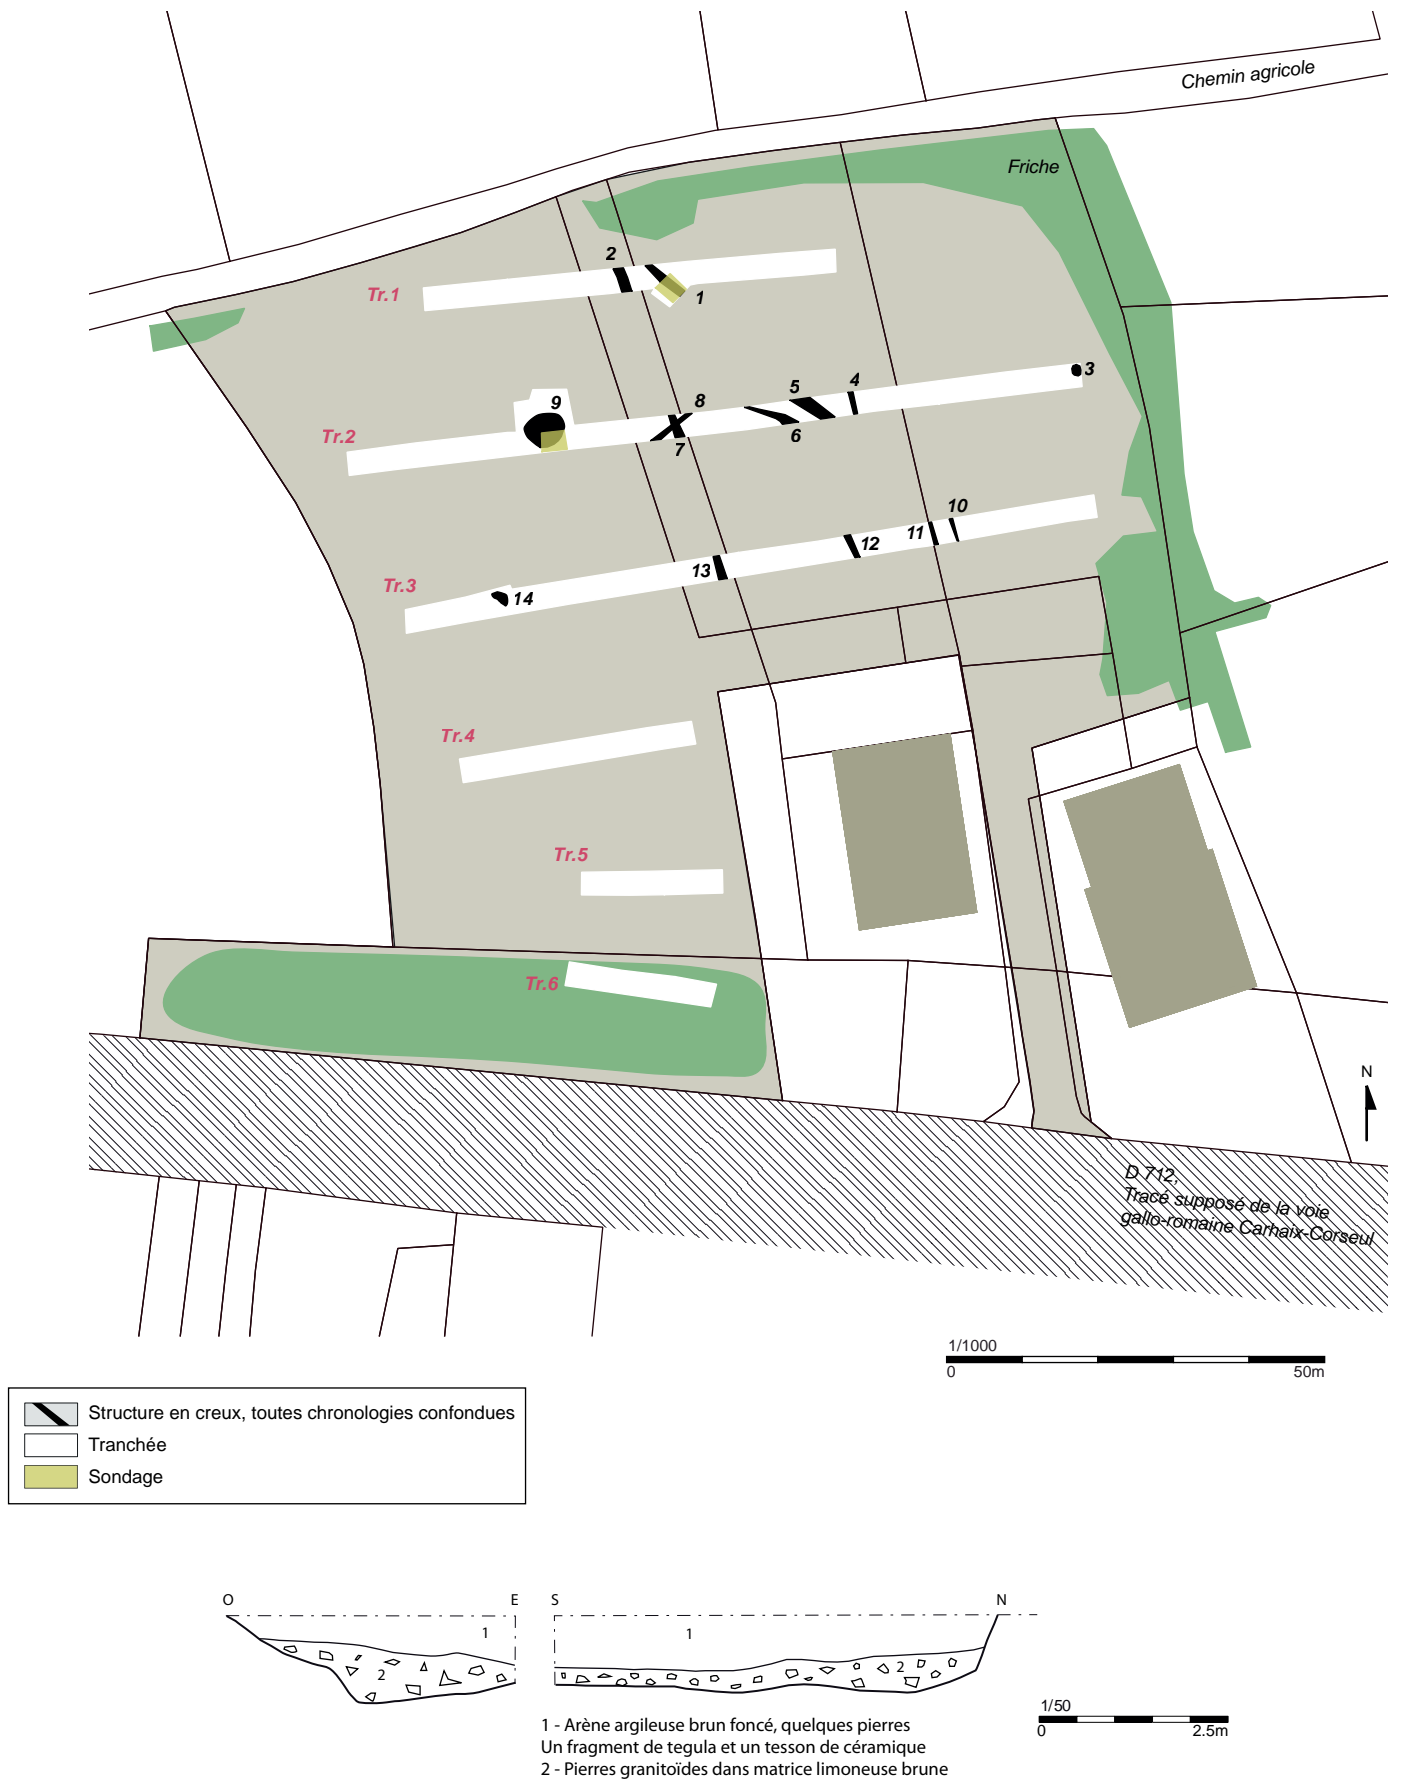 Chemin agricole
Friche
2
Tr.1
1
3
4
5
8
9
Tr.2
6
7
10
11
12
13
Tr.3
14
Tr.4
Tr.5
Tr.6
N
D 712,
Tracé supposé de la voie
gallo-romaine Carhaix-Corseul
1/1000
0 50m
Structure en creux, toutes chronologies confondues
Tranchée
Sondage
O E S N
1 1
2 2
1/50
0 2.5m
1 - Arène argileuse brun foncé, quelques pierres
Un fragment de tegula et un tesson de céramique
2 - Pierres granitoïdes dans matrice limoneuse brune